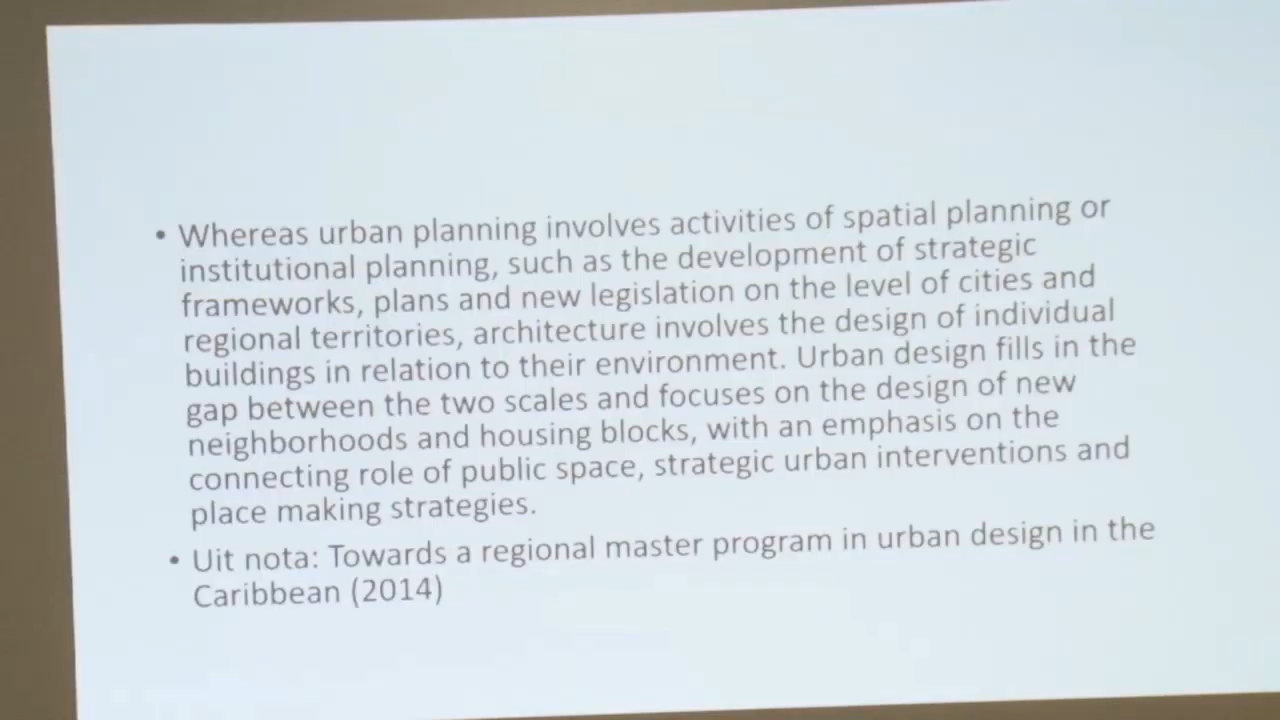 • Whereas urban planning involves activities of spatial planning or
institutional planning, such as the development of strategic
frameworks, plans and new legislation on the level of cities and
regional territories, architecture involves the design of individual
buildings in relation to their environment. Urban design fills in the
gap between the two scales and focuses on the design of new
neighborhoods and housing blocks, with an emphasis on the
connecting role of public space, strategic urban interventions and
place making strategies.
• Uit nota: Towards a regional master program in urban design in the
Caribbean (2014)